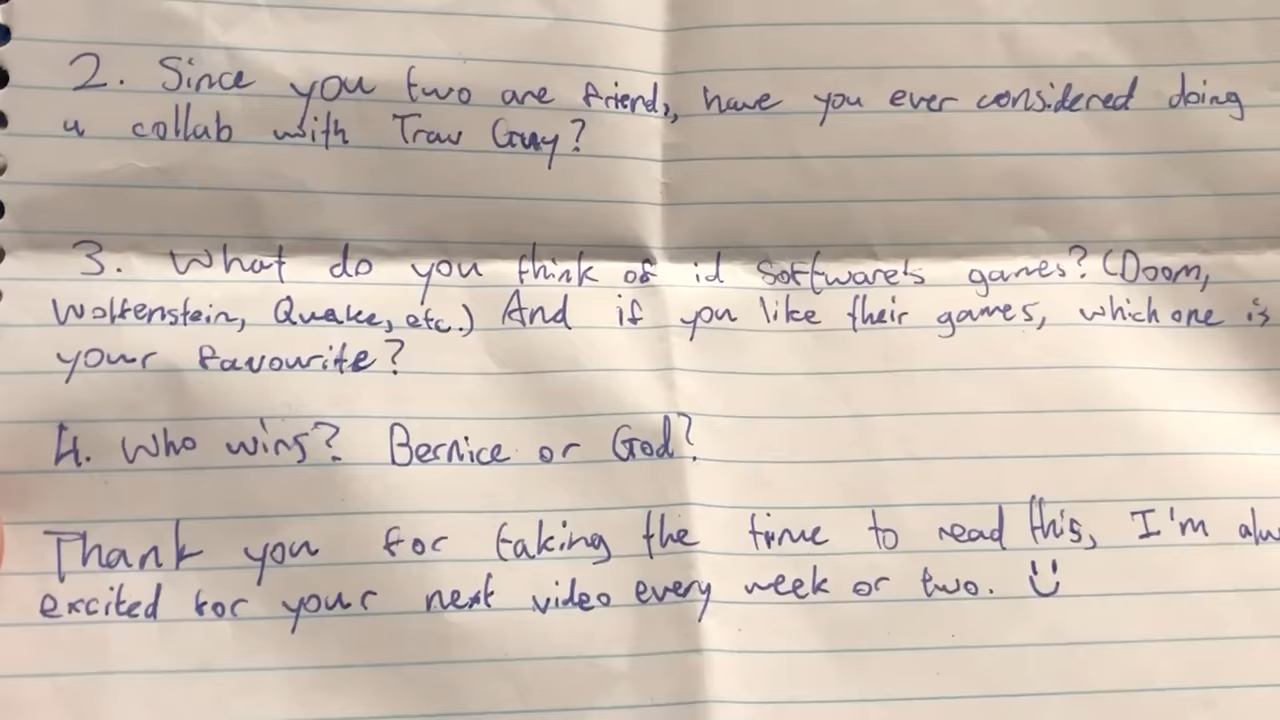 2. Since you two are friends, have you ever considered doing
a collab with Trav Guy?
3. What do you think of id Software's games? (Doom,
Wolfenstein, Quake, etc.) And if you like their games, which one is
your favourite?
4. Who wins? Bernice or God?
Thank you for taking the time to read this, I'm alw
excited for your next video every week or two. :)